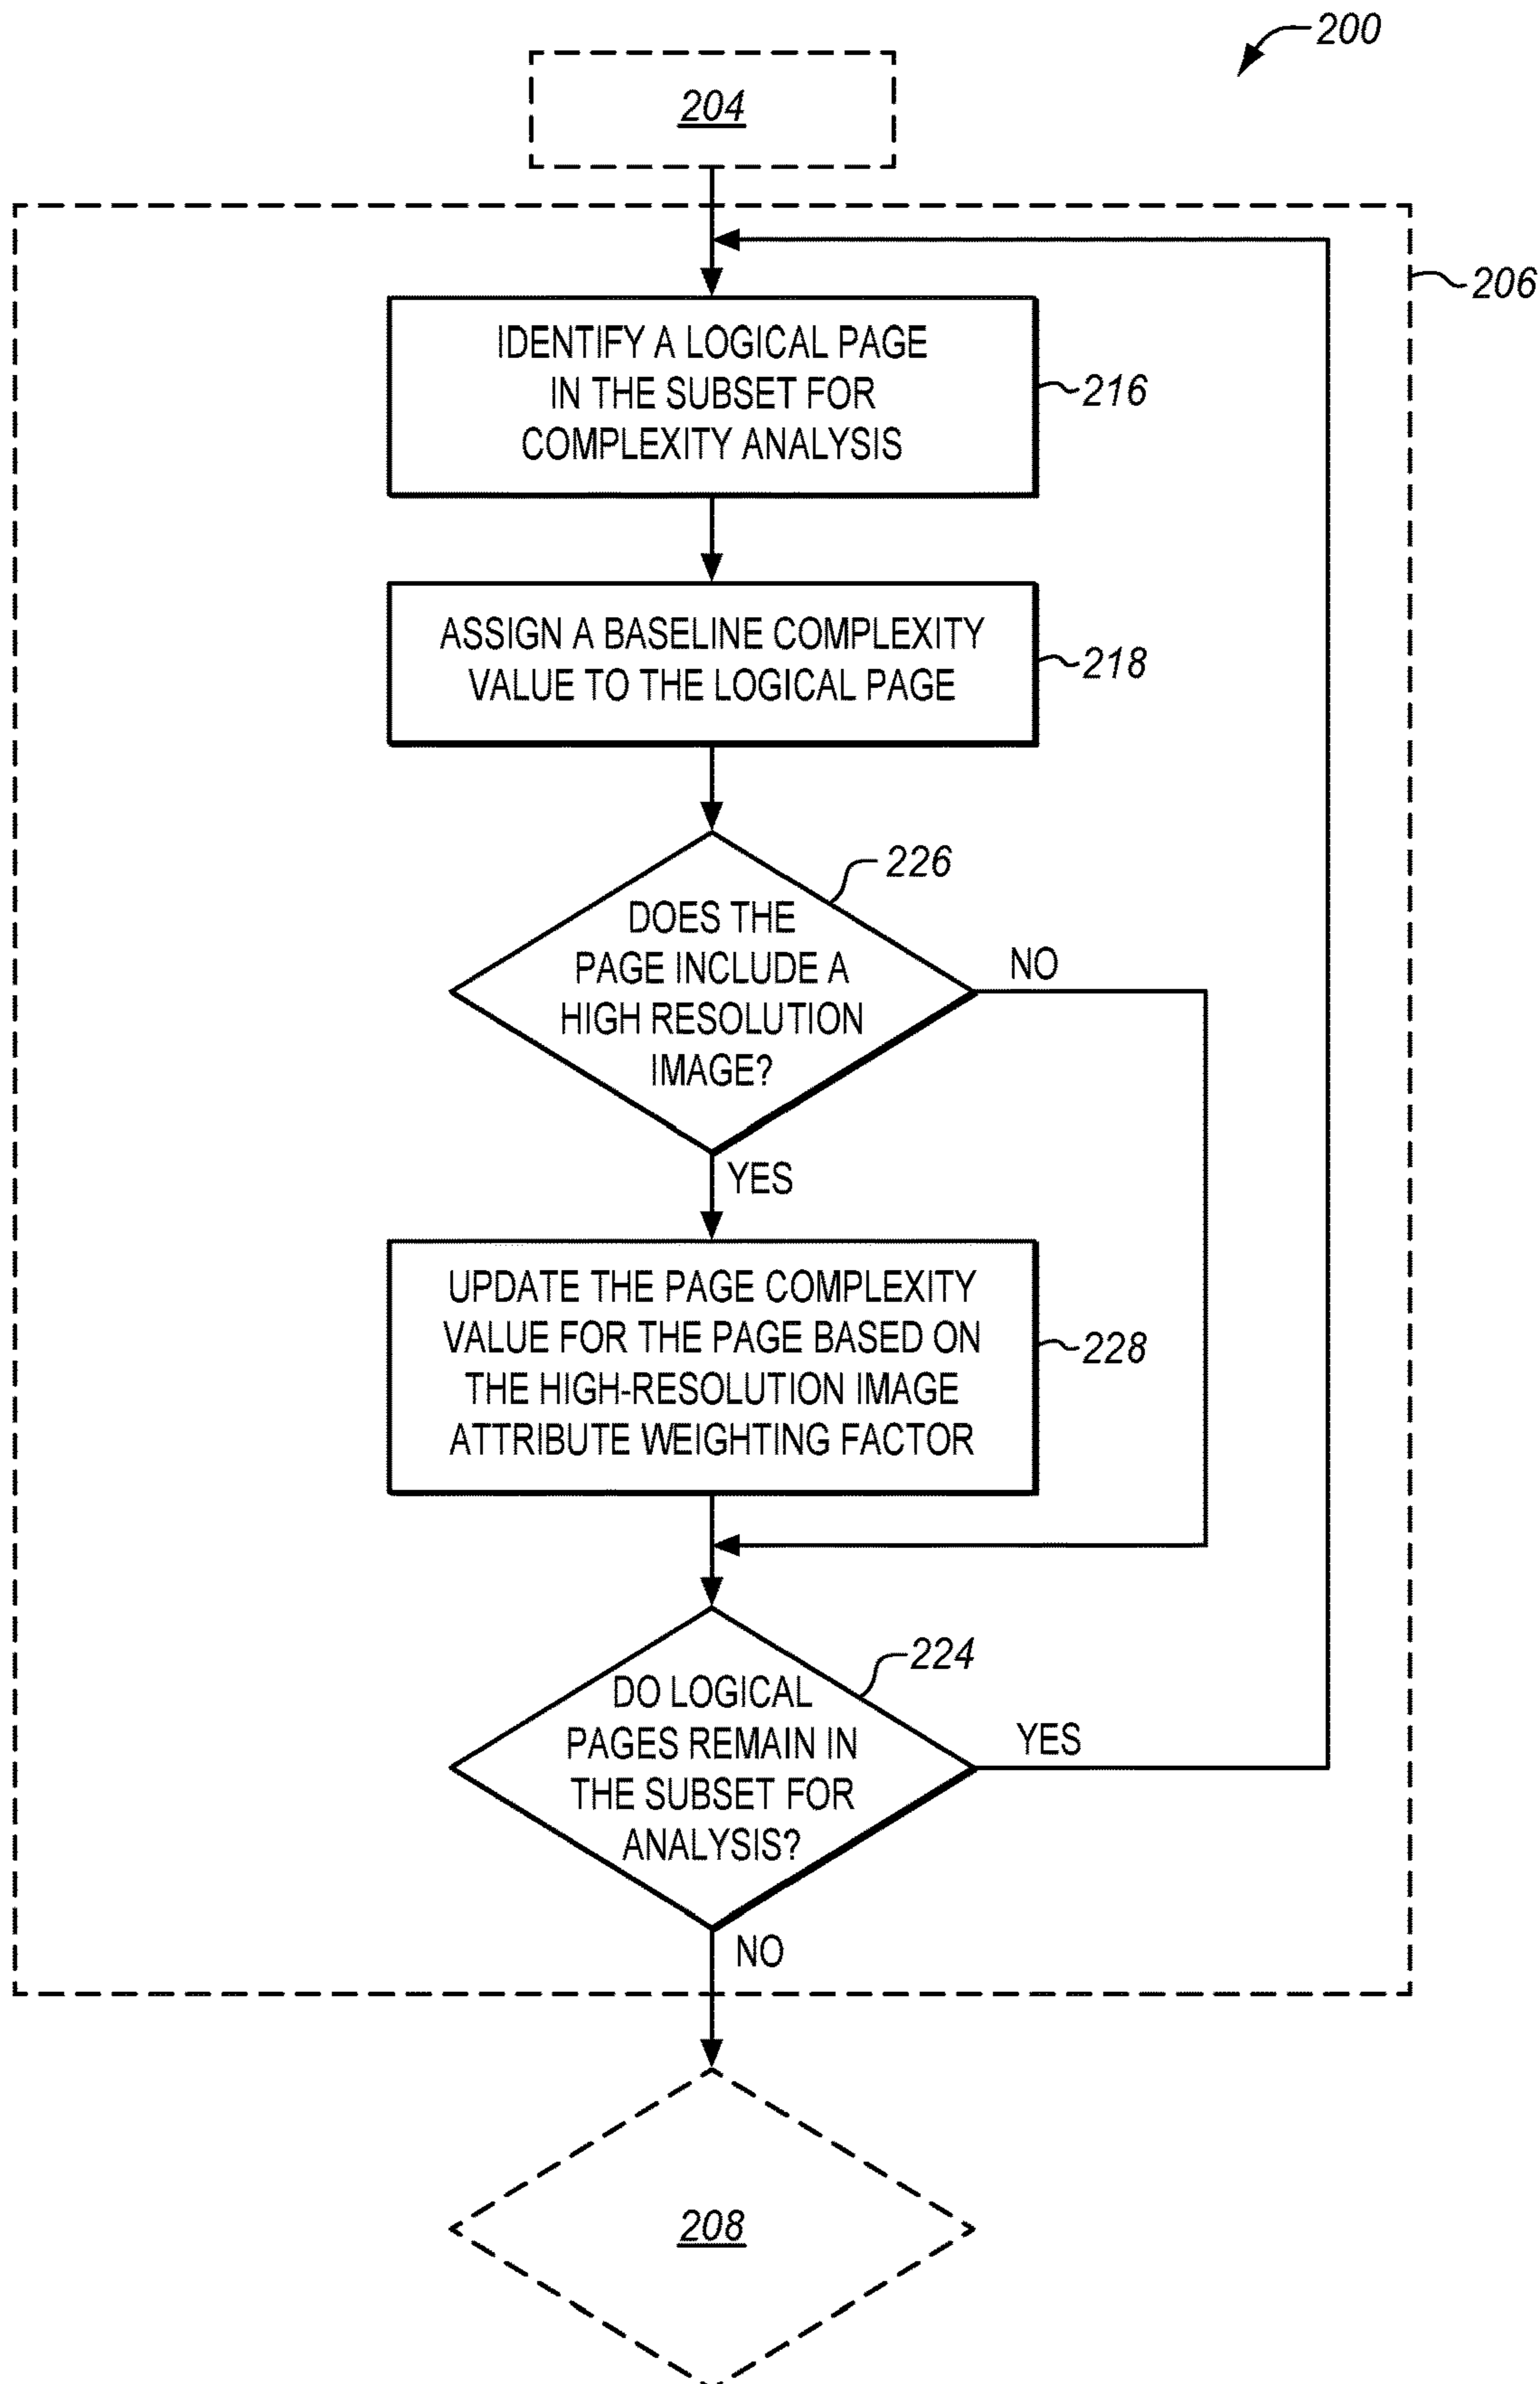 200
204
206
IDENTIFY A LOGICAL PAGE
IN THE SUBSET FOR
COMPLEXITY ANALYSIS
216
ASSIGN A BASELINE COMPLEXITY
VALUE TO THE LOGICAL PAGE
218
226
DOES THE
PAGE INCLUDE A
HIGH RESOLUTION
IMAGE?
NO
YES
UPDATE THE PAGE COMPLEXITY
VALUE FOR THE PAGE BASED ON
THE HIGH-RESOLUTION IMAGE
ATTRIBUTE WEIGHTING FACTOR
228
224
DO LOGICAL
PAGES REMAIN IN
THE SUBSET FOR
ANALYSIS?
YES
NO
208